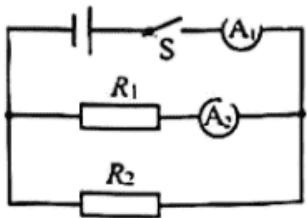 S A₁
R₁ A₂
R₂